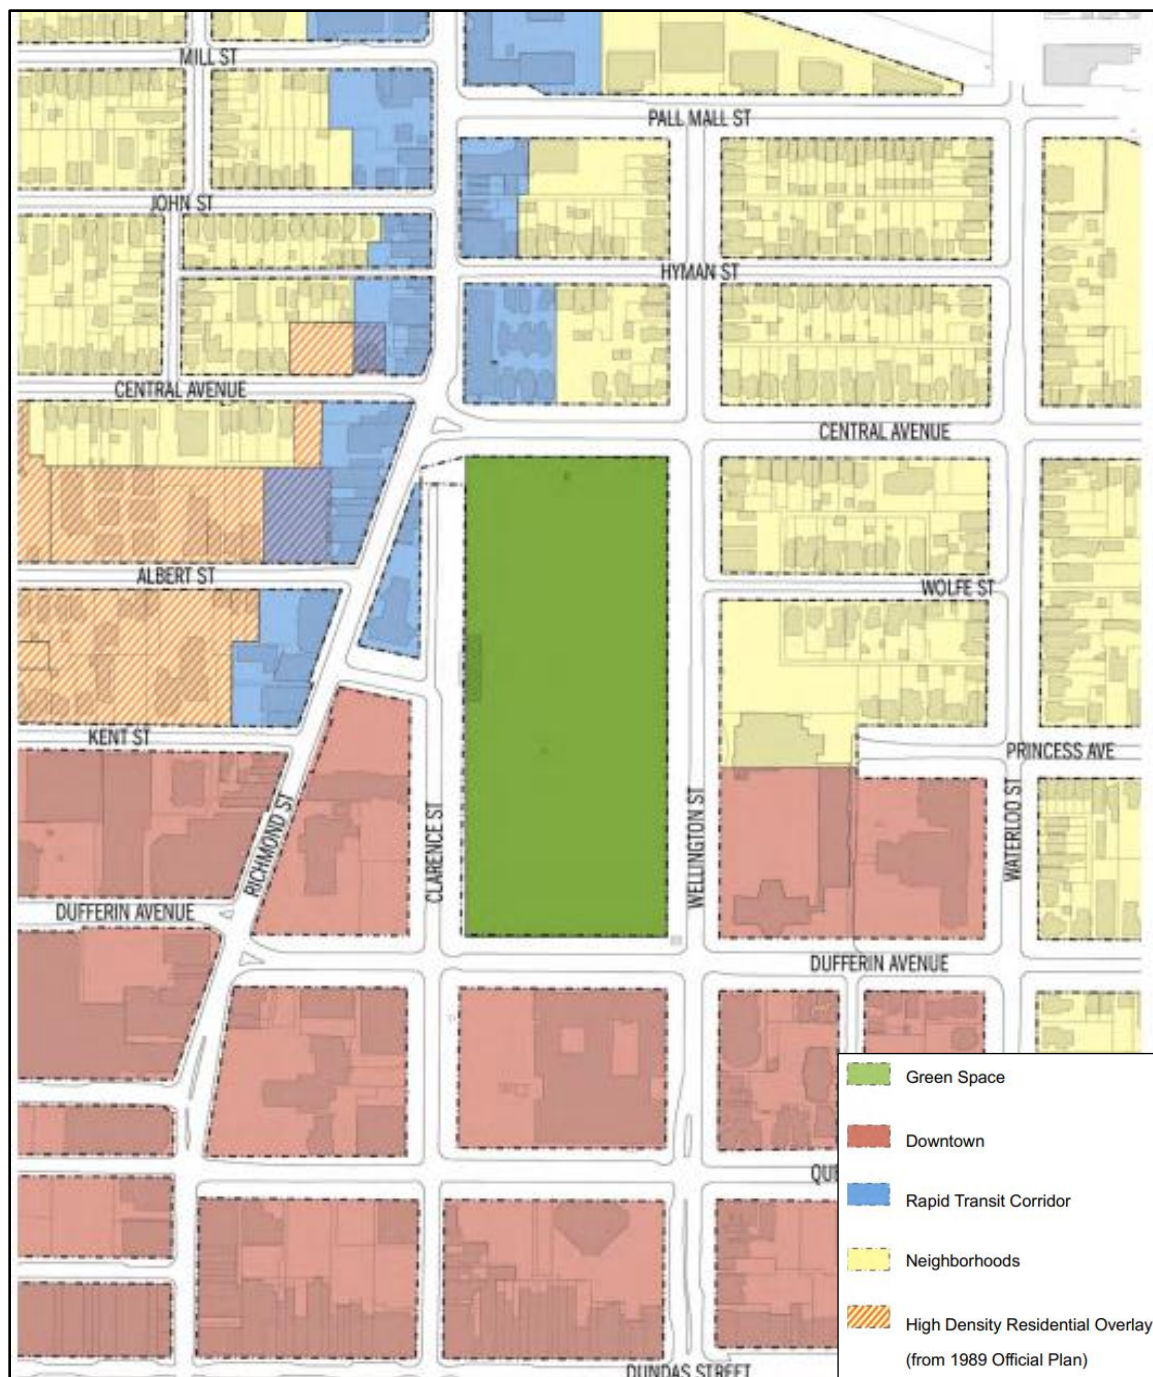 MILL ST
PALL MALL ST
JOHN ST
HYMAN ST
CENTRAL AVENUE
CENTRAL AVENUE
ALBERT ST
WOLFE ST
KENT ST
PRINCESS AVE
RICHMOND ST
CLARENCE ST
WELLINGTON ST
WATERLOO ST
DUFFERIN AVENUE
DUFFERIN AVENUE
QUE
DUNDAS STREET
Green Space
Downtown
Rapid Transit Corridor
Neighborhoods
High Density Residential Overlay
(from 1989 Official Plan)